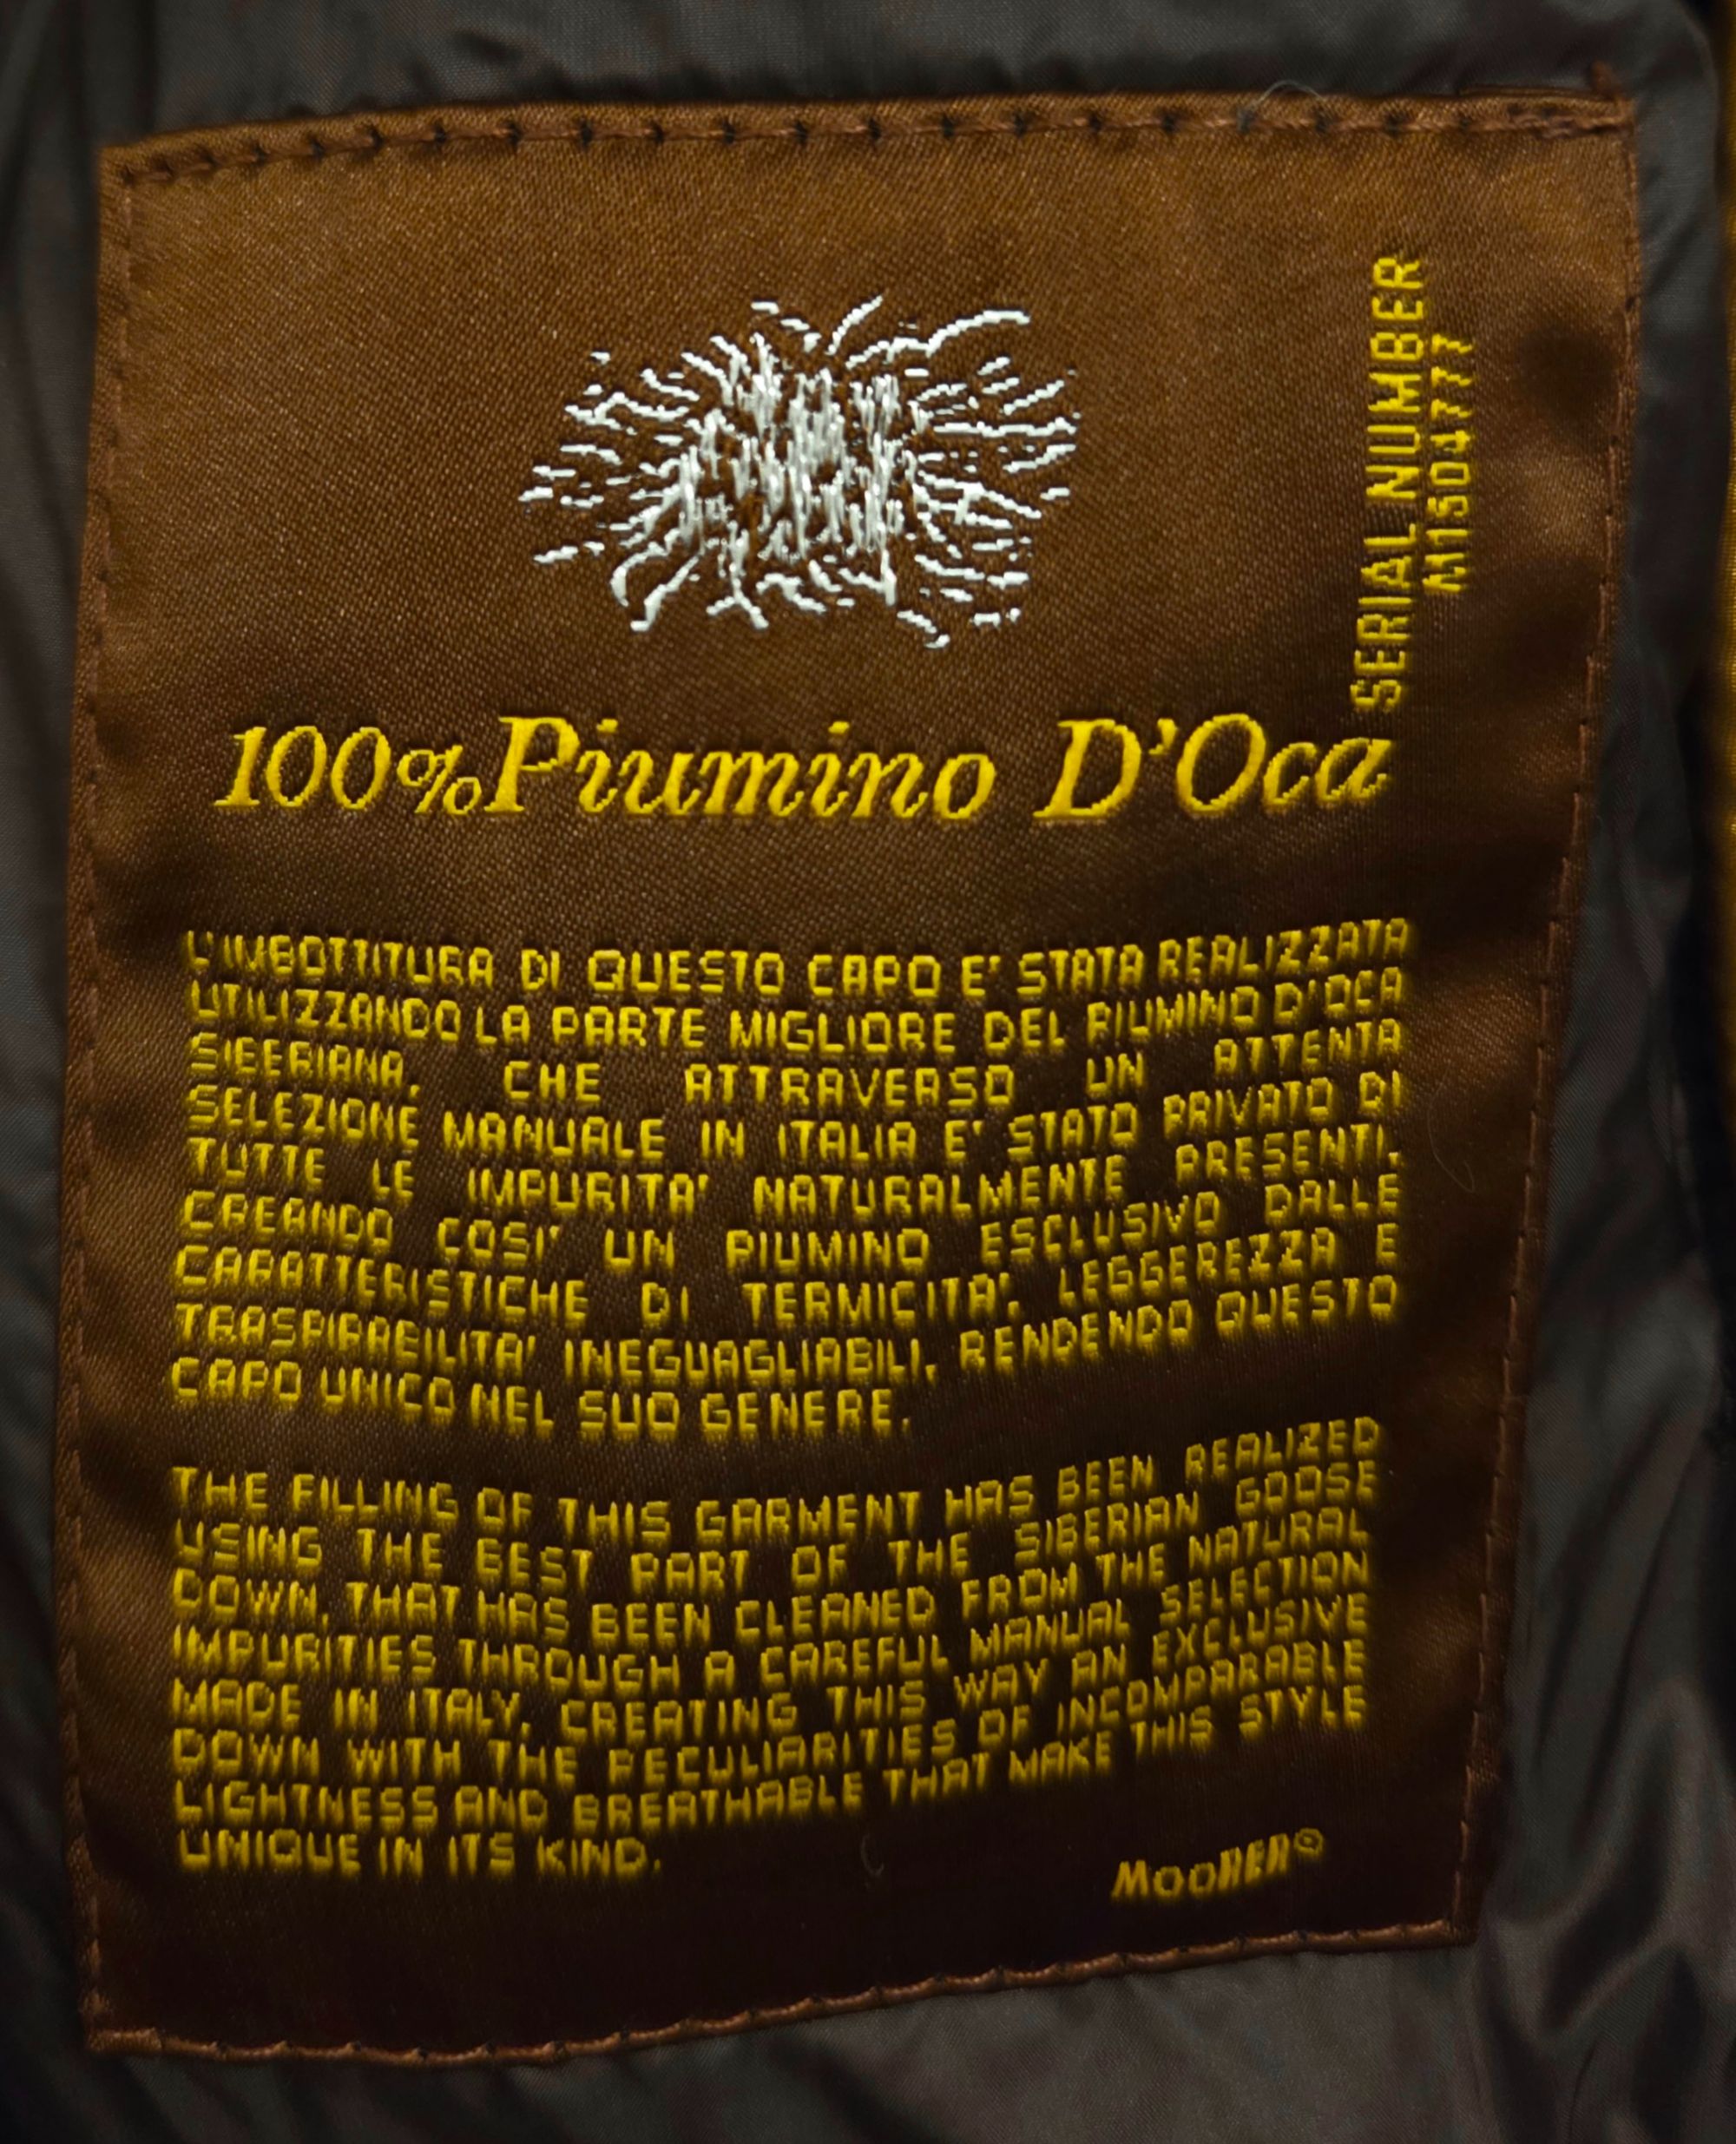 SERIAL NUMBER
M1504777
100% Piumino D'Oca
L'IMBOTTITURA DI QUESTO CAPO E' STATA REALIZZATA
UTILIZZANDO LA PARTE MIGLIORE DEL PIUMINO D'OCA
SIBERIANA, CHE ATTRAVERSO UN ATTENTA
SELEZIONE MANUALE IN ITALIA E' STATO PRIVATO DI
TUTTE LE IMPURITA' NATURALMENTE PRESENTI,
CREANDO COSI' UN PIUMINO ESCLUSIVO DALLE
CARATTERISTICHE DI TERMICITA', LEGGEREZZA E
TRASPIRABILITA' INEGUAGLIABILI, RENDENDO QUESTO
CAPO UNICO NEL SUO GENERE.
THE FILLING OF THIS GARMENT HAS BEEN REALIZED
USING THE BEST PART OF THE SIBERIAN GOOSE
DOWN, THAT HAS BEEN CLEANED FROM THE NATURAL
IMPURITIES THROUGH A CAREFUL MANUAL SELECTION
MADE IN ITALY, CREATING THIS WAY AN EXCLUSIVE
DOWN WITH THE PECULIARITIES OF INCOMPARABLE
LIGHTNESS AND BREATHABLE THAT MAKE THIS STYLE
UNIQUE IN ITS KIND.
MooRER©